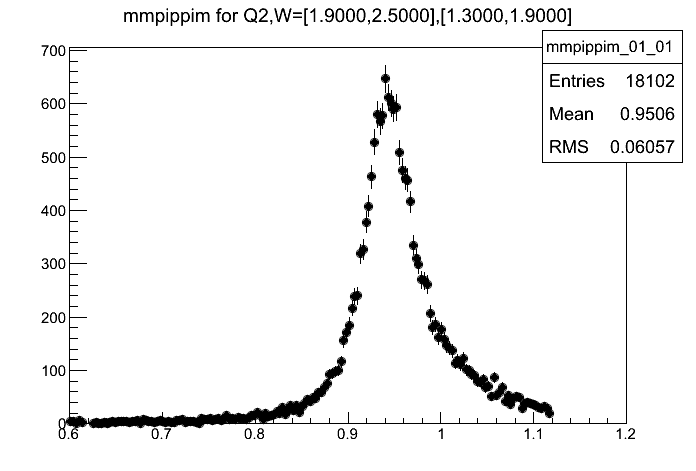 mmpippim for Q2,W=[1.9000,2.5000],[1.3000,1.9000]
mmpippim_01_01
Entries 18102
Mean 0.9506
RMS 0.06057
700
600
500
400
300
200
100
0
0.6 0.7 0.8 0.9 1 1.1 1.2